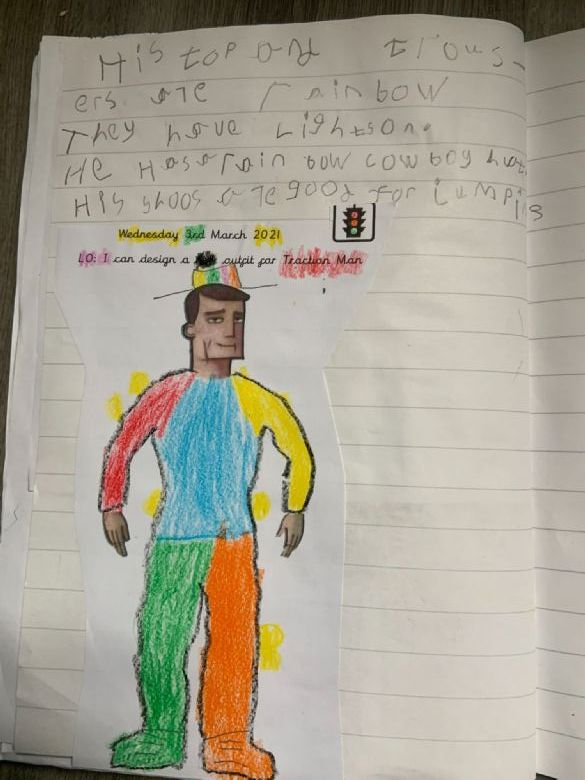 His top and trous-
ers are rainbow
They have Lights on.
He Has a rainbow cowboy hat
His shoos are good for Lumpis
Wednesday 3rd March 2021
LO: I can design a outfit for Traction Man